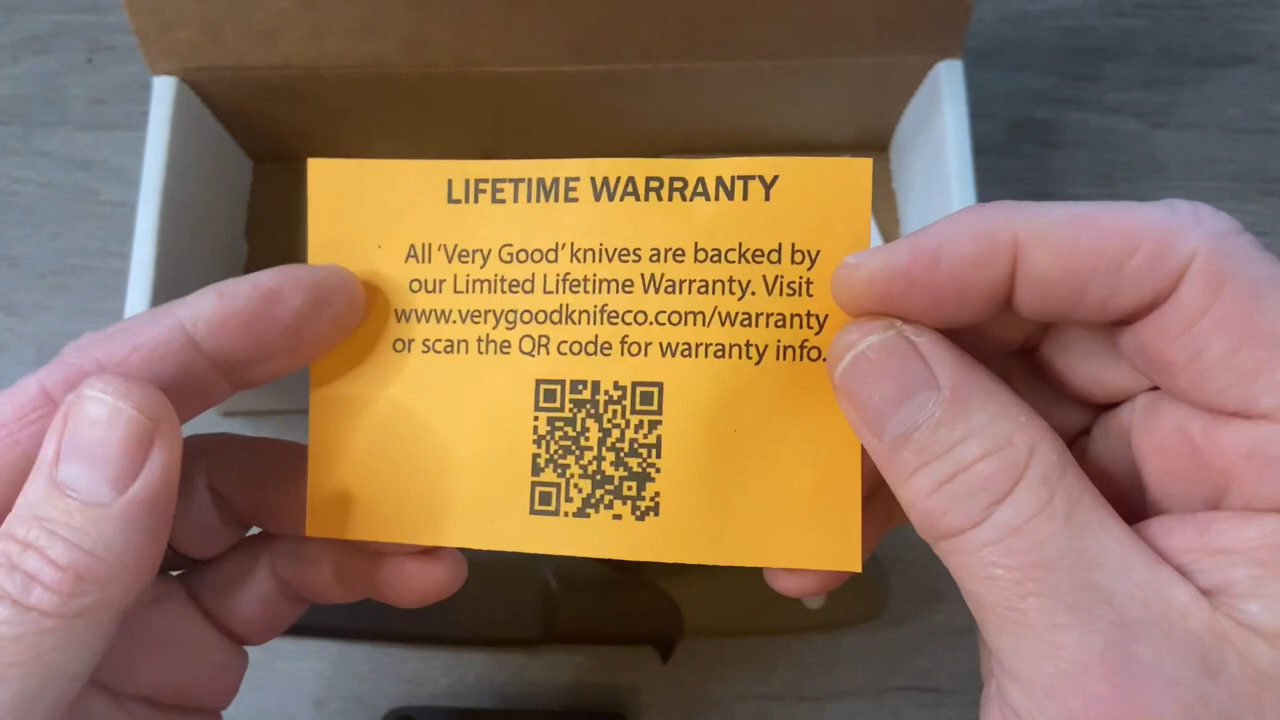 LIFETIME WARRANTY
All ‘Very Good’ knives are backed by
our Limited Lifetime Warranty. Visit
www.verygoodknifeco.com/warranty
or scan the QR code for warranty info.